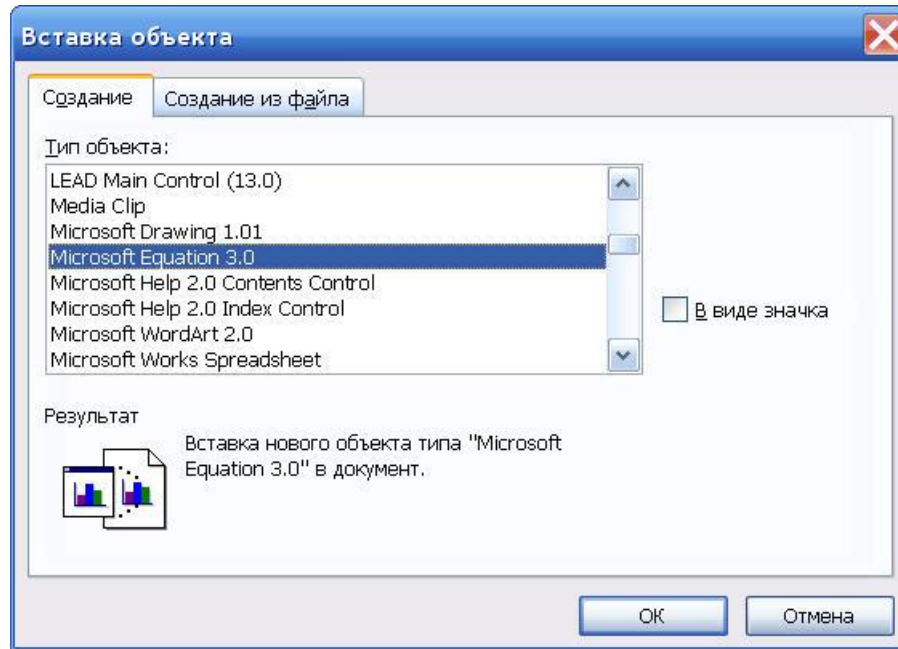 Вставка объекта
Создание
Создание из файла
Тип объекта:
LEAD Main Control (13.0)
Media Clip
Microsoft Drawing 1.01
Microsoft Equation 3.0
Microsoft Help 2.0 Contents Control
Microsoft Help 2.0 Index Control
Microsoft WordArt 2.0
Microsoft Works Spreadsheet
В виде значка
Результат
Вставка нового объекта типа "Microsoft
Equation 3.0" в документ.
ОК
Отмена